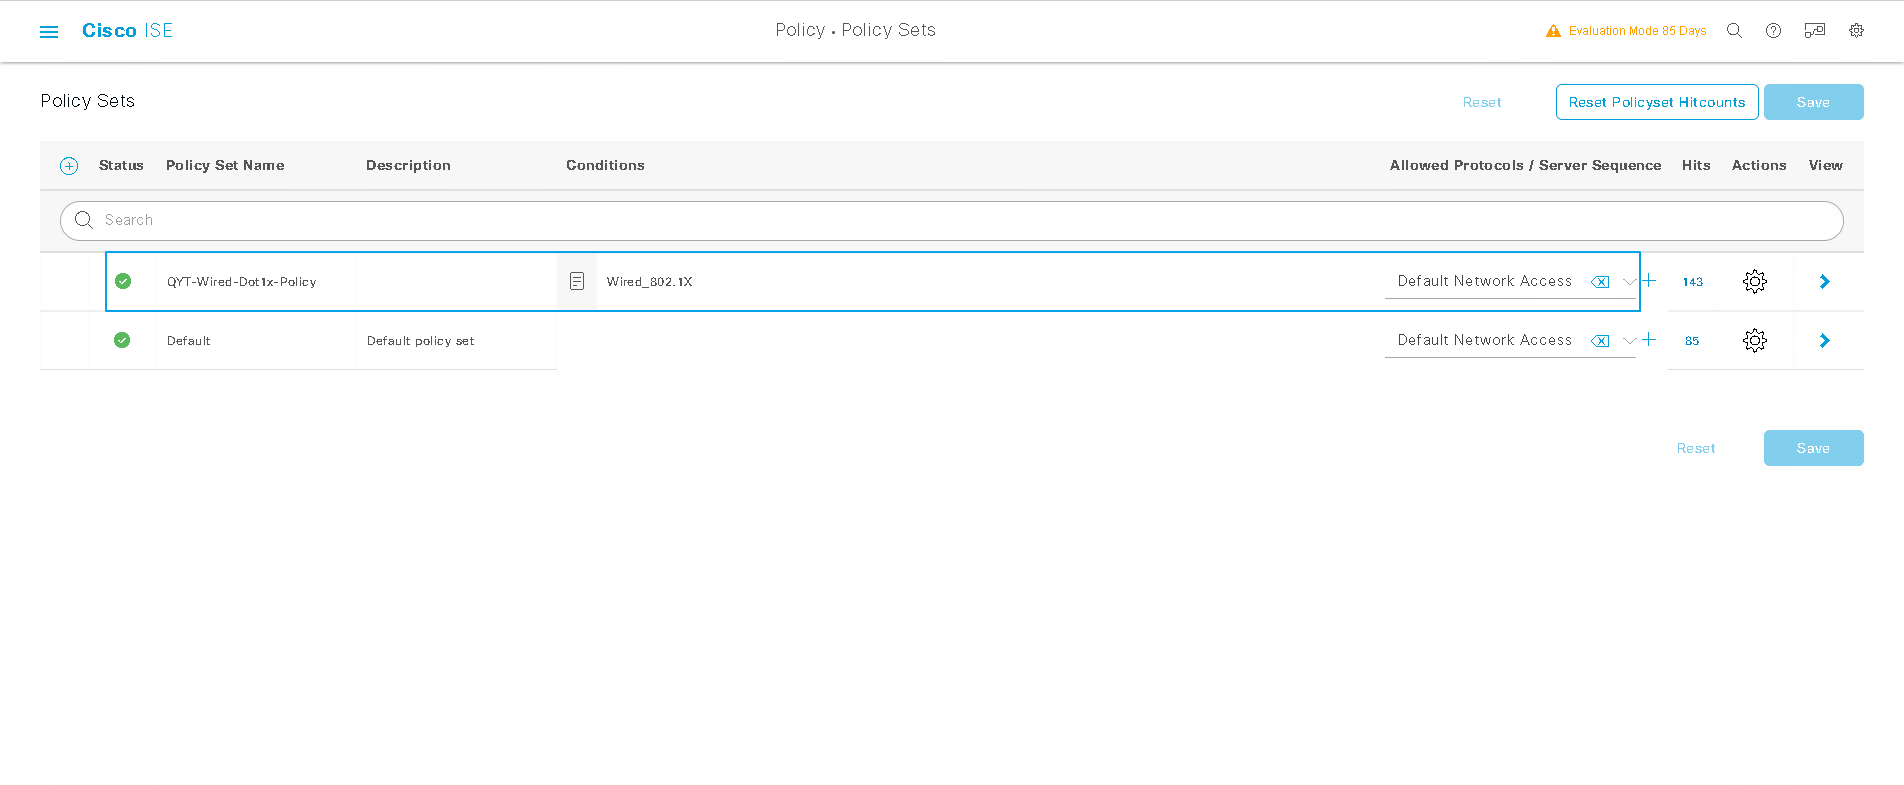 Cisco ISE
Policy • Policy Sets
Evaluation Mode 85 Days
Policy Sets
Reset
Reset Policyset Hitcounts
Save
Status Policy Set Name Description Conditions Allowed Protocols / Server Sequence Hits Actions View
Search
QYT-Wired-Dot1x-Policy Wired_802.1X Default Network Access 143
Default Default policy set Default Network Access 85
Reset
Save